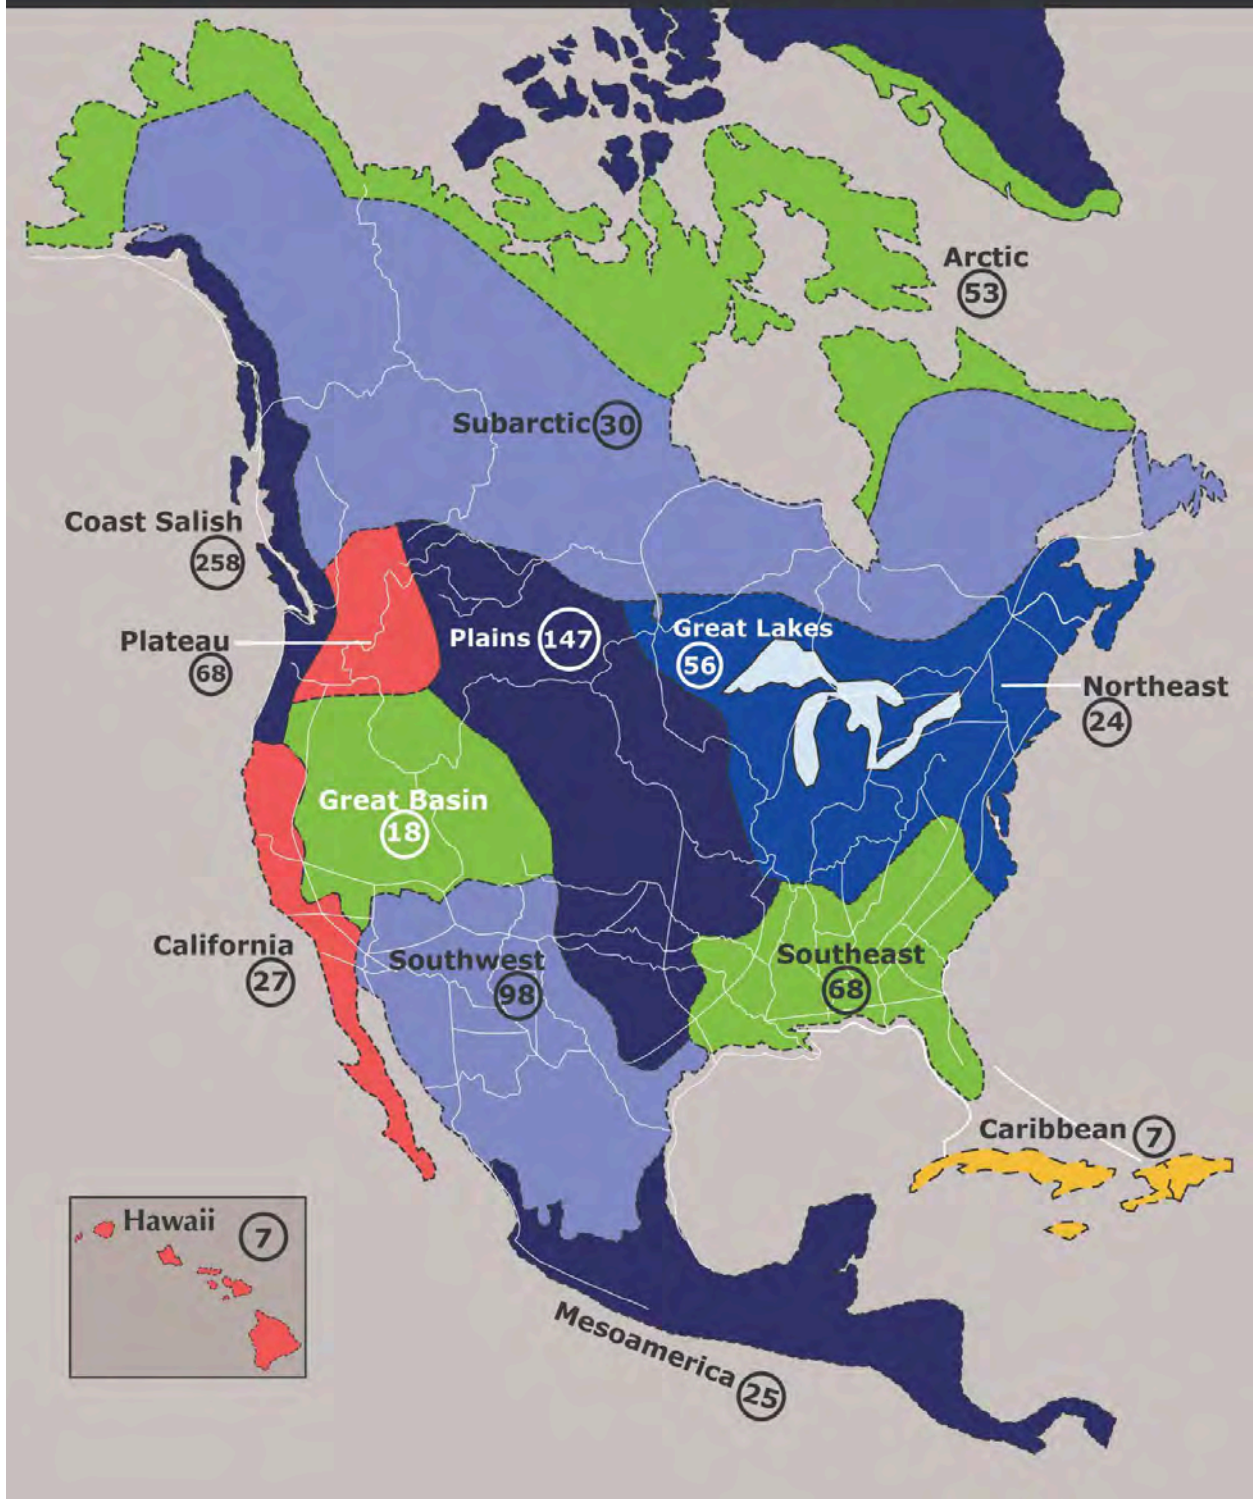 Arctic
53
Subarctic 30
Coast Salish
258
Plateau
68
Plains 147
Great Lakes
56
Northeast
24
Great Basin
18
California
27
Southwest
98
Southeast
68
Caribbean 7
Hawaii 7
Mesoamerica 25